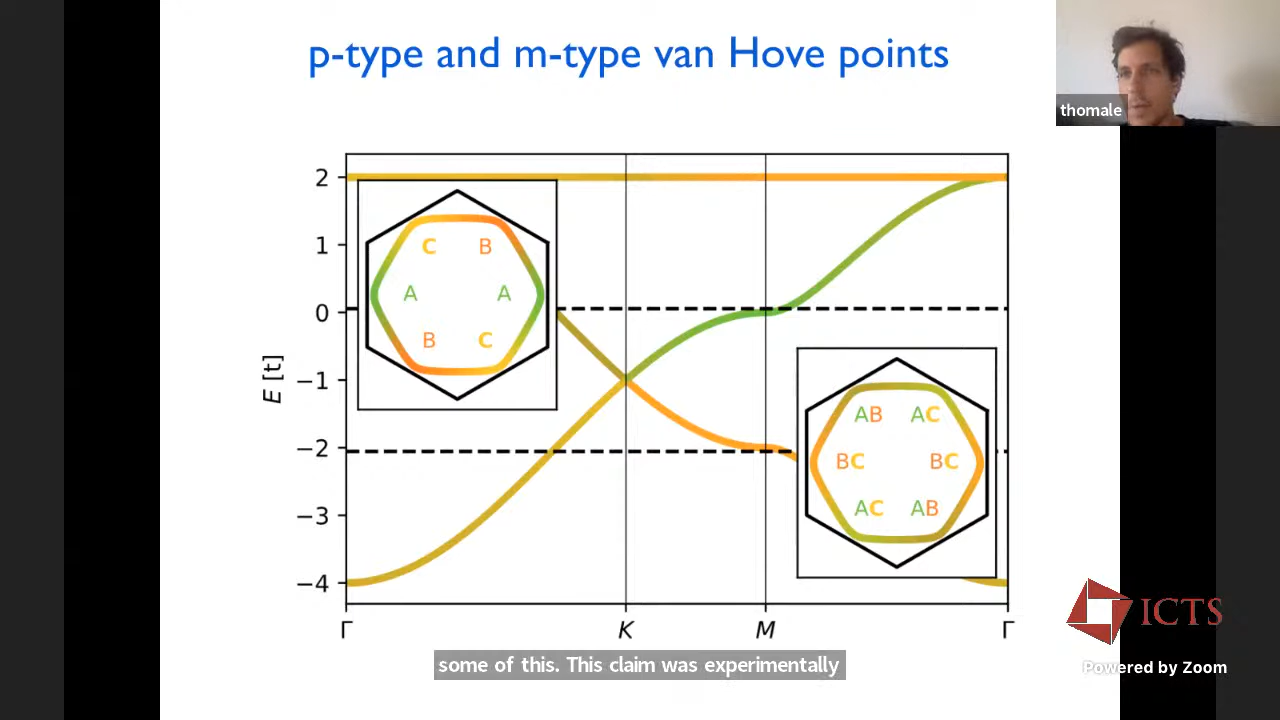 p-type and m-type van Hove points
thomale
2
1
0
−1
−2
−3
−4
E [t]
C B
A A
B C
AB AC
BC BC
AC AB
Γ K M Γ
some of this. This claim was experimentally
ICTS
Powered by Zoom